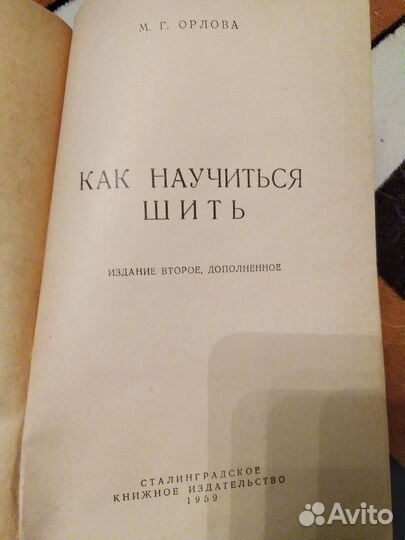 М. Г. ОРЛОВА
КАК НАУЧИТЬСЯ
ШИТЬ
ИЗДАНИЕ ВТОРОЕ, ДОПОЛНЕННОЕ
СТАЛИНГРАДСКОЕ
КНИЖНОЕ ИЗДАТЕЛЬСТВО
1959
Avito